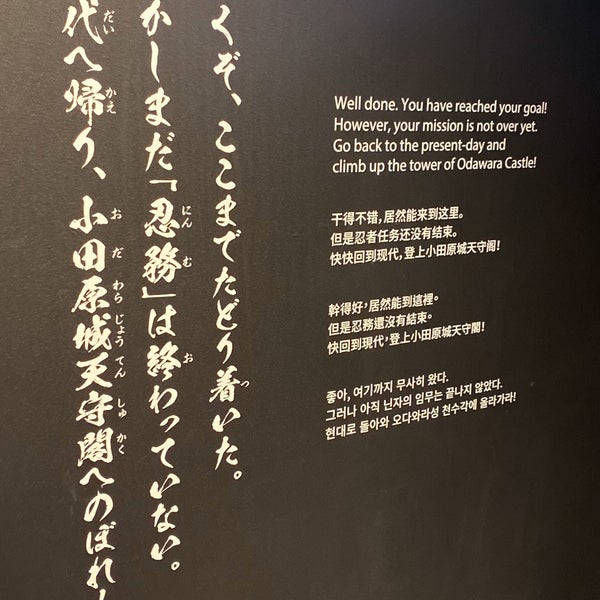 くぞ、ここまでたどり着いた。
かしまだ「忍務」は終わっていない。
代へ帰り、小田原城天守閣へのぼれ！
Well done. You have reached your goal!
However, your mission is not over yet.
Go back to the present-day and
climb up the tower of Odawara Castle!
干得不错，居然能来到这里。
但是忍者任务还没有结束。
快快回到现代，登上小田原城天守阁！
幹得好，居然能到這裡。
但是忍務還沒有結束。
快回到現代，登上小田原城天守閣！
좋아, 여기까지 무사히 왔다.
그러나 아직 닌자의 임무는 끝나지 않았다.
현대로 돌아와 오다와라성 천수각에 올라가라!